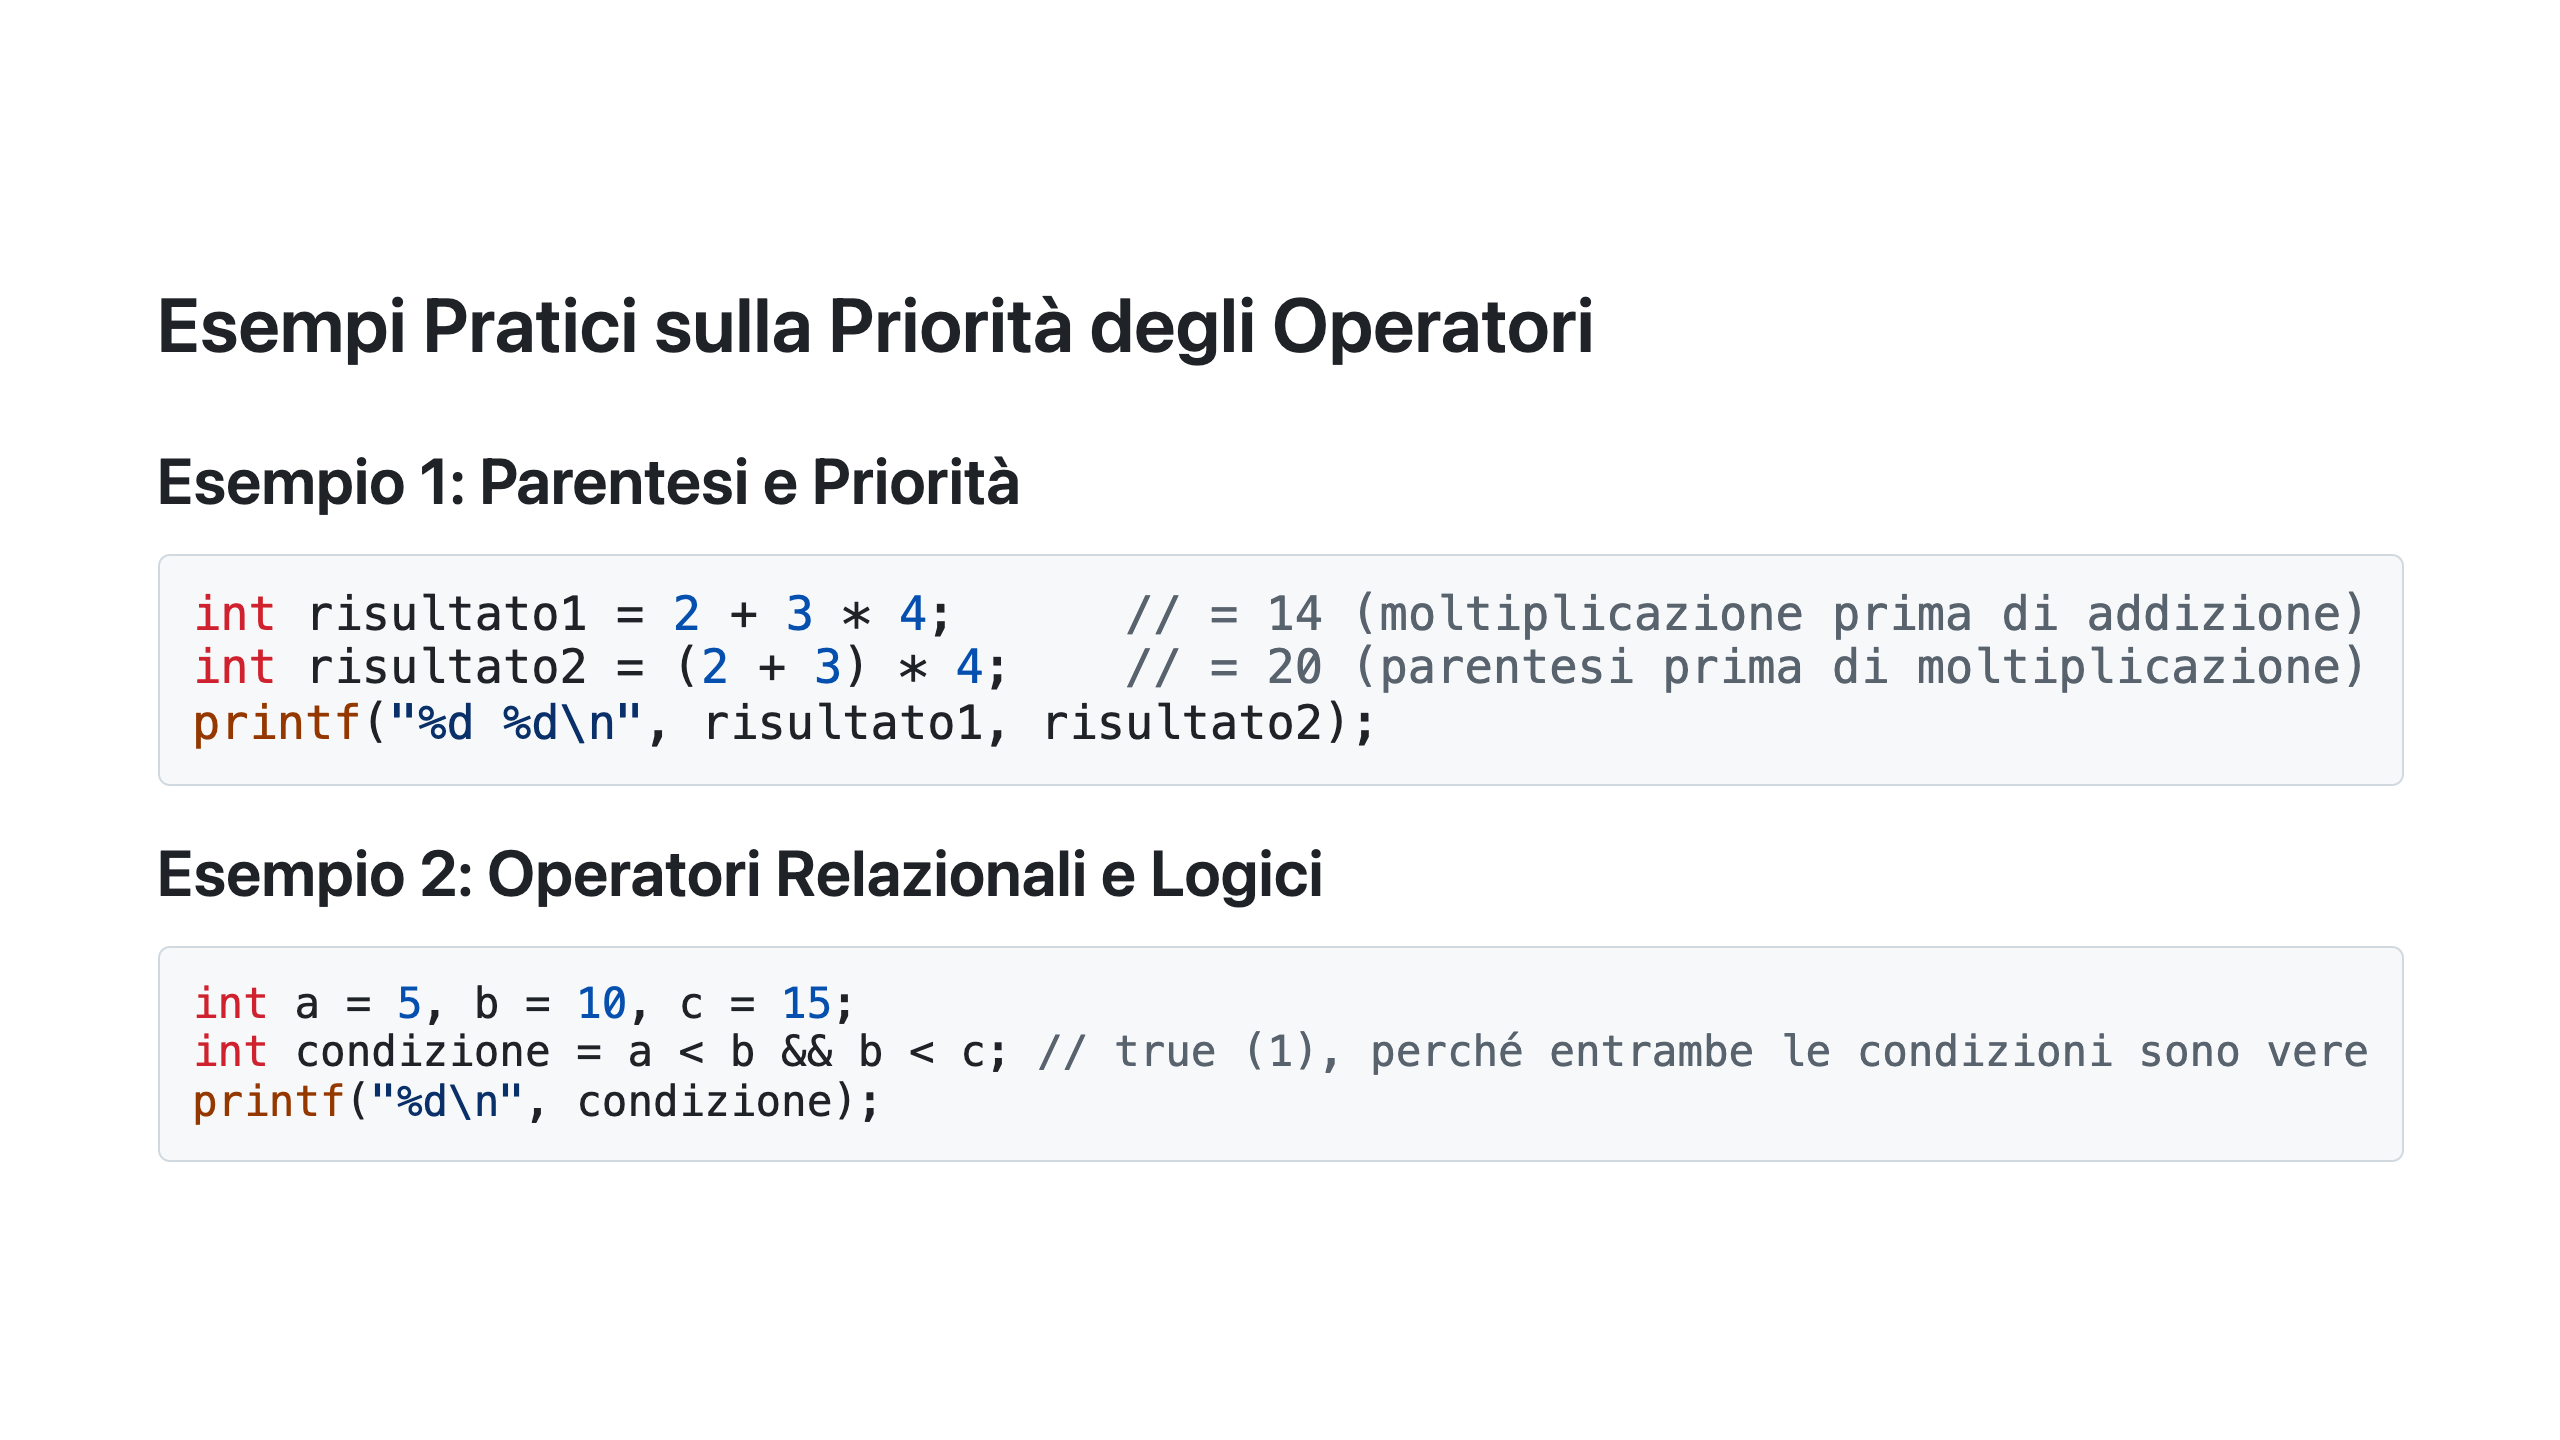 Esempi Pratici sulla Priorità degli Operatori
Esempio 1: Parentesi e Priorità
int risultato1 = 2 + 3 * 4;      // = 14 (moltiplicazione prima di addizione)
int risultato2 = (2 + 3) * 4;    // = 20 (parentesi prima di moltiplicazione)
printf("%d %d\n", risultato1, risultato2);
Esempio 2: Operatori Relazionali e Logici
int a = 5, b = 10, c = 15;
int condizione = a < b && b < c; // true (1), perché entrambe le condizioni sono vere
printf("%d\n", condizione);